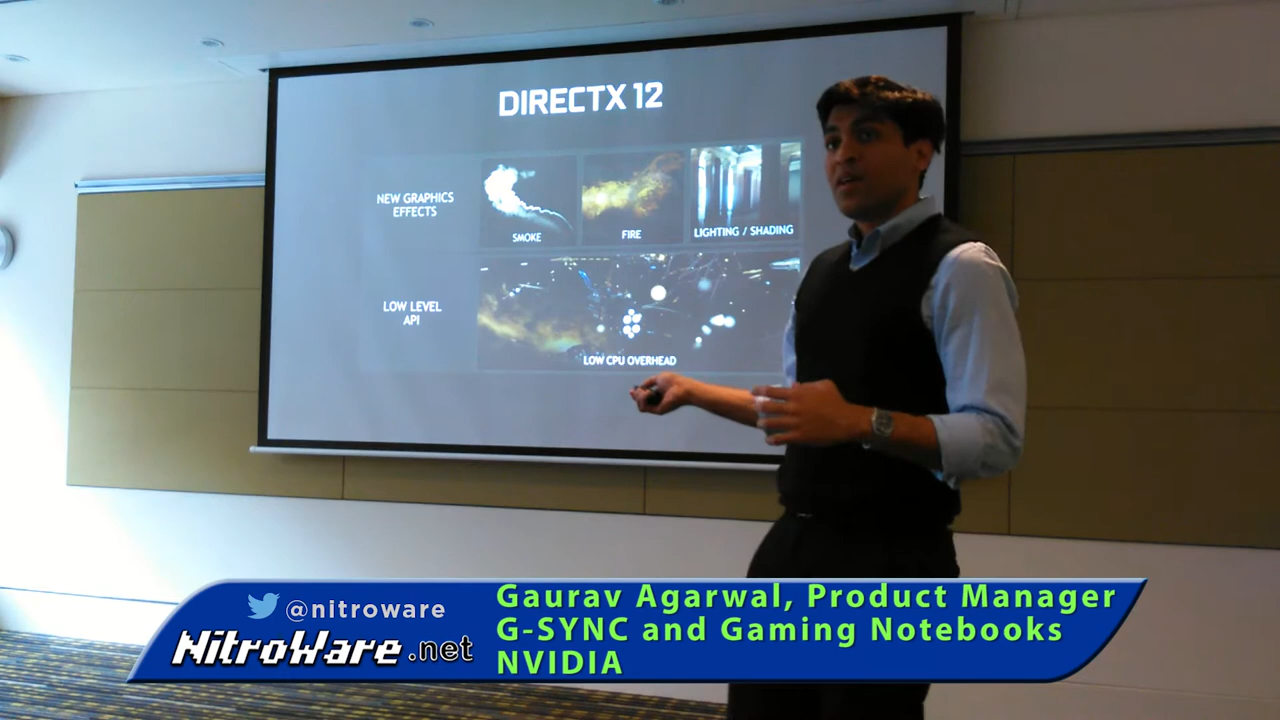 DIRECTX 12
NEW GRAPHICS
EFFECTS
SMOKE
FIRE
LIGHTING / SHADING
LOW LEVEL
API
LOW CPU OVERHEAD
@nitroware
NitroWare.net
Gaurav Agarwal, Product Manager
G-SYNC and Gaming Notebooks
NVIDIA